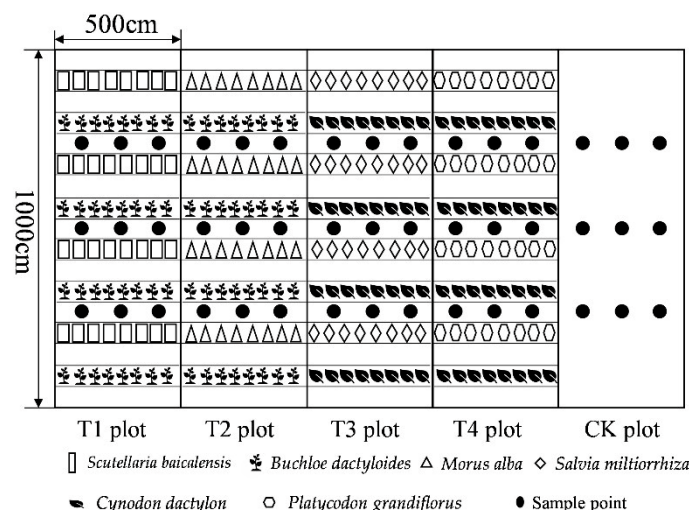 500cm
1000cm
T1 plot T2 plot T3 plot T4 plot CK plot
Scutellaria baicalensis Buchloe dactyloides Morus alba Salvia miltiorrhiza
Cynodon dactylon Platycodon grandiflorus Sample point